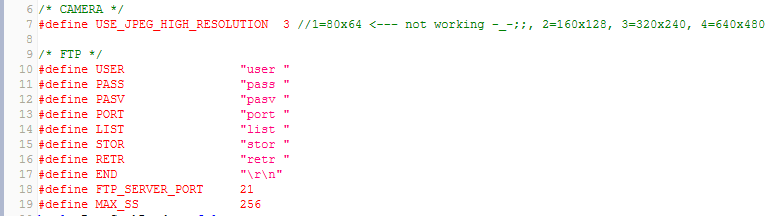 6 /* CAMERA */
7 #define USE_JPEG_HIGH_RESOLUTION  3 //1=80x64 <--- not working -_-;;, 2=160x128, 3=320x240, 4=640x480
8
9 /* FTP */
10 #define USER               "user "
11 #define PASS               "pass "
12 #define PASV               "pasv "
13 #define PORT               "port "
14 #define LIST               "list "
15 #define STOR               "stor "
16 #define RETR               "retr "
17 #define END                "\r\n"
18 #define FTP_SERVER_PORT    21
19 #define MAX_SS             256